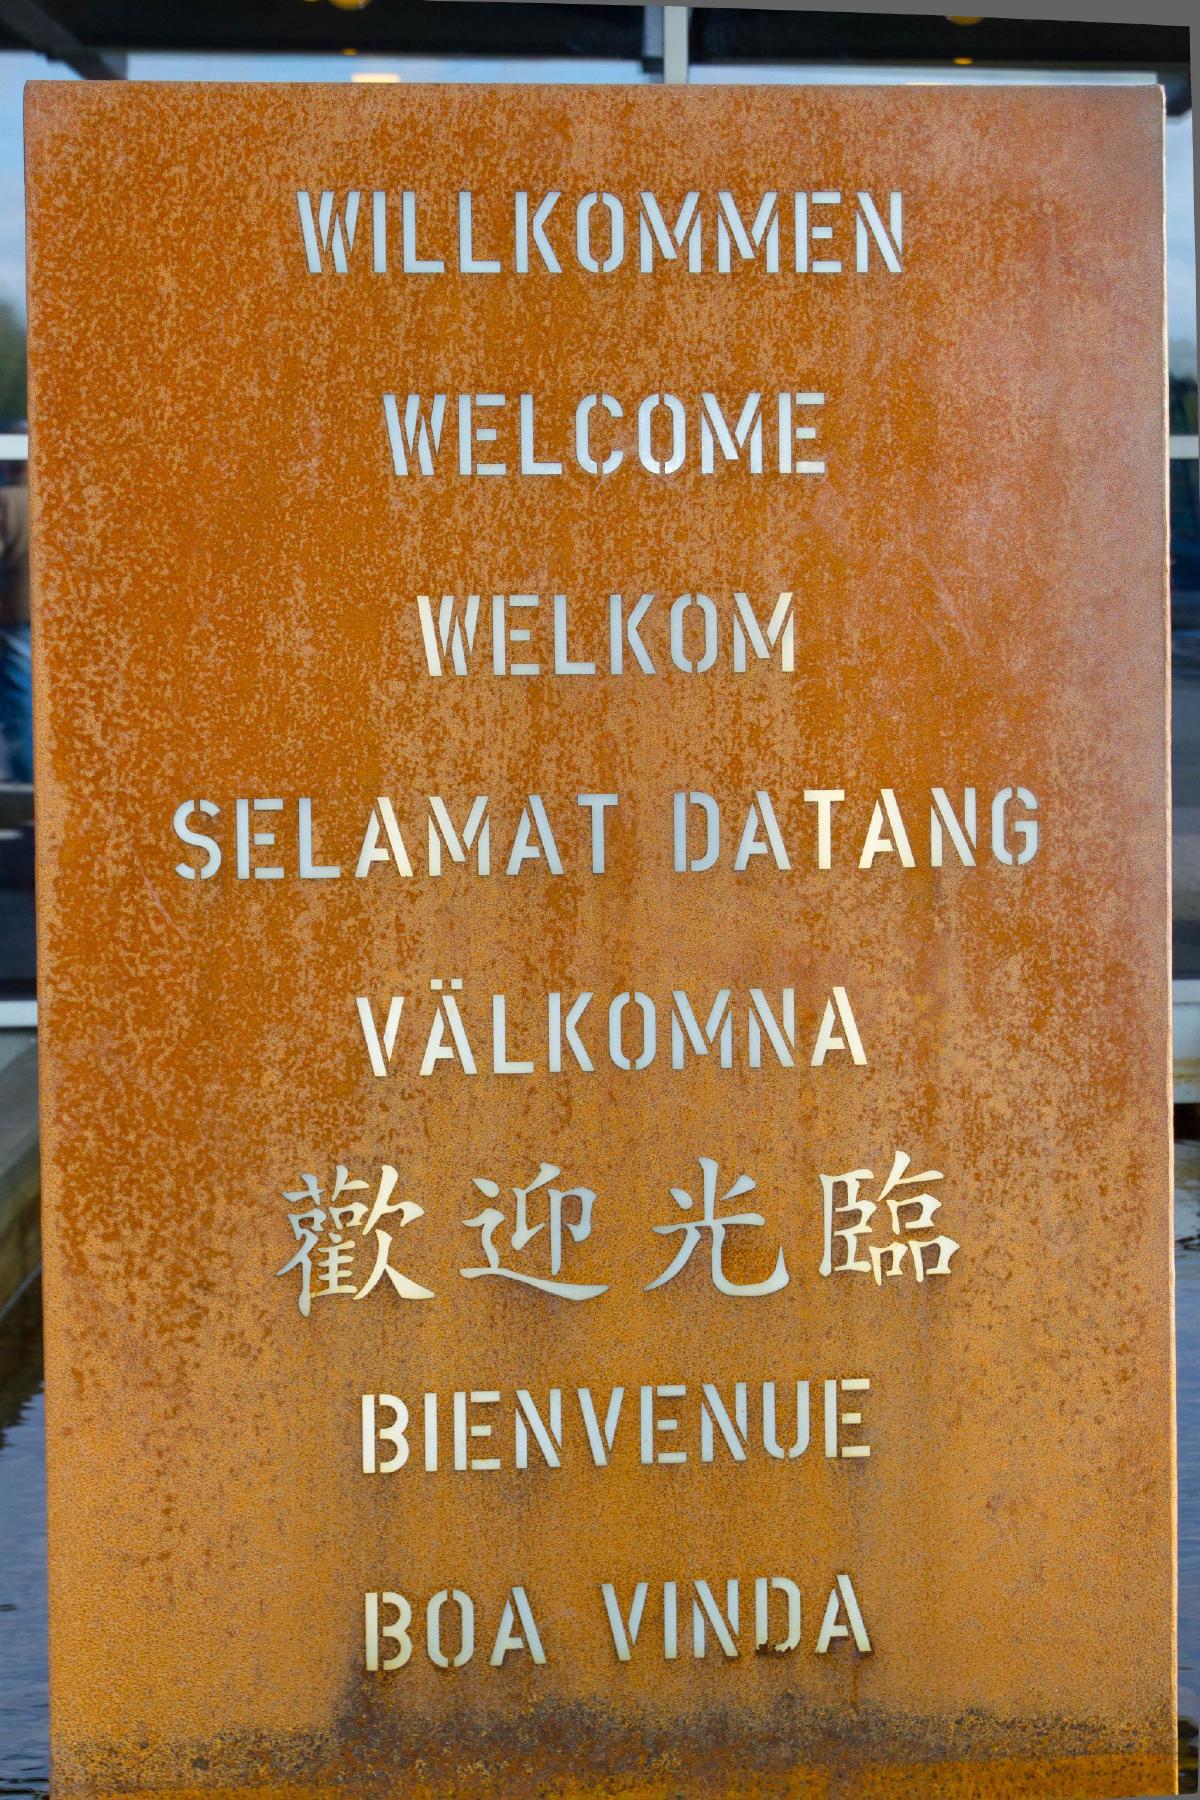 WILLKOMMEN
WELCOME
WELKOM
SELAMAT DATANG
VÄLKOMNA
歡迎光臨
BIENVENUE
BOA VINDA